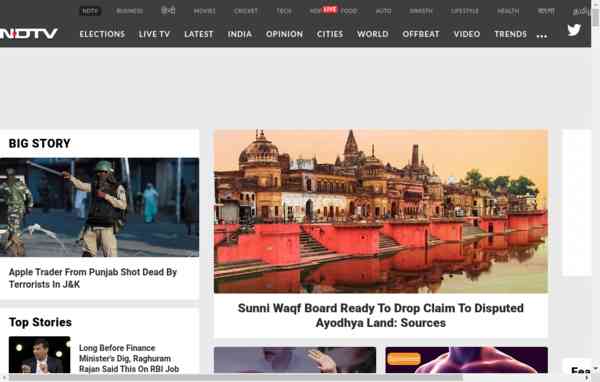 NDTV BUSINESS हिन्दी MOVIES CRICKET TECH LIVE FOOD AUTO SWASTH LIFESTYLE HEALTH বাংলা
NDTV ELECTIONS LIVE TV LATEST INDIA OPINION CITIES WORLD OFFBEAT VIDEO TRENDS ...
BIG STORY
Apple Trader From Punjab Shot Dead By
Terrorists In J&K
Sunni Waqf Board Ready To Drop Claim To Disputed
Ayodhya Land: Sources
Top Stories
Long Before Finance
Minister's Dig, Raghuram
Rajan Said This On RBI Job